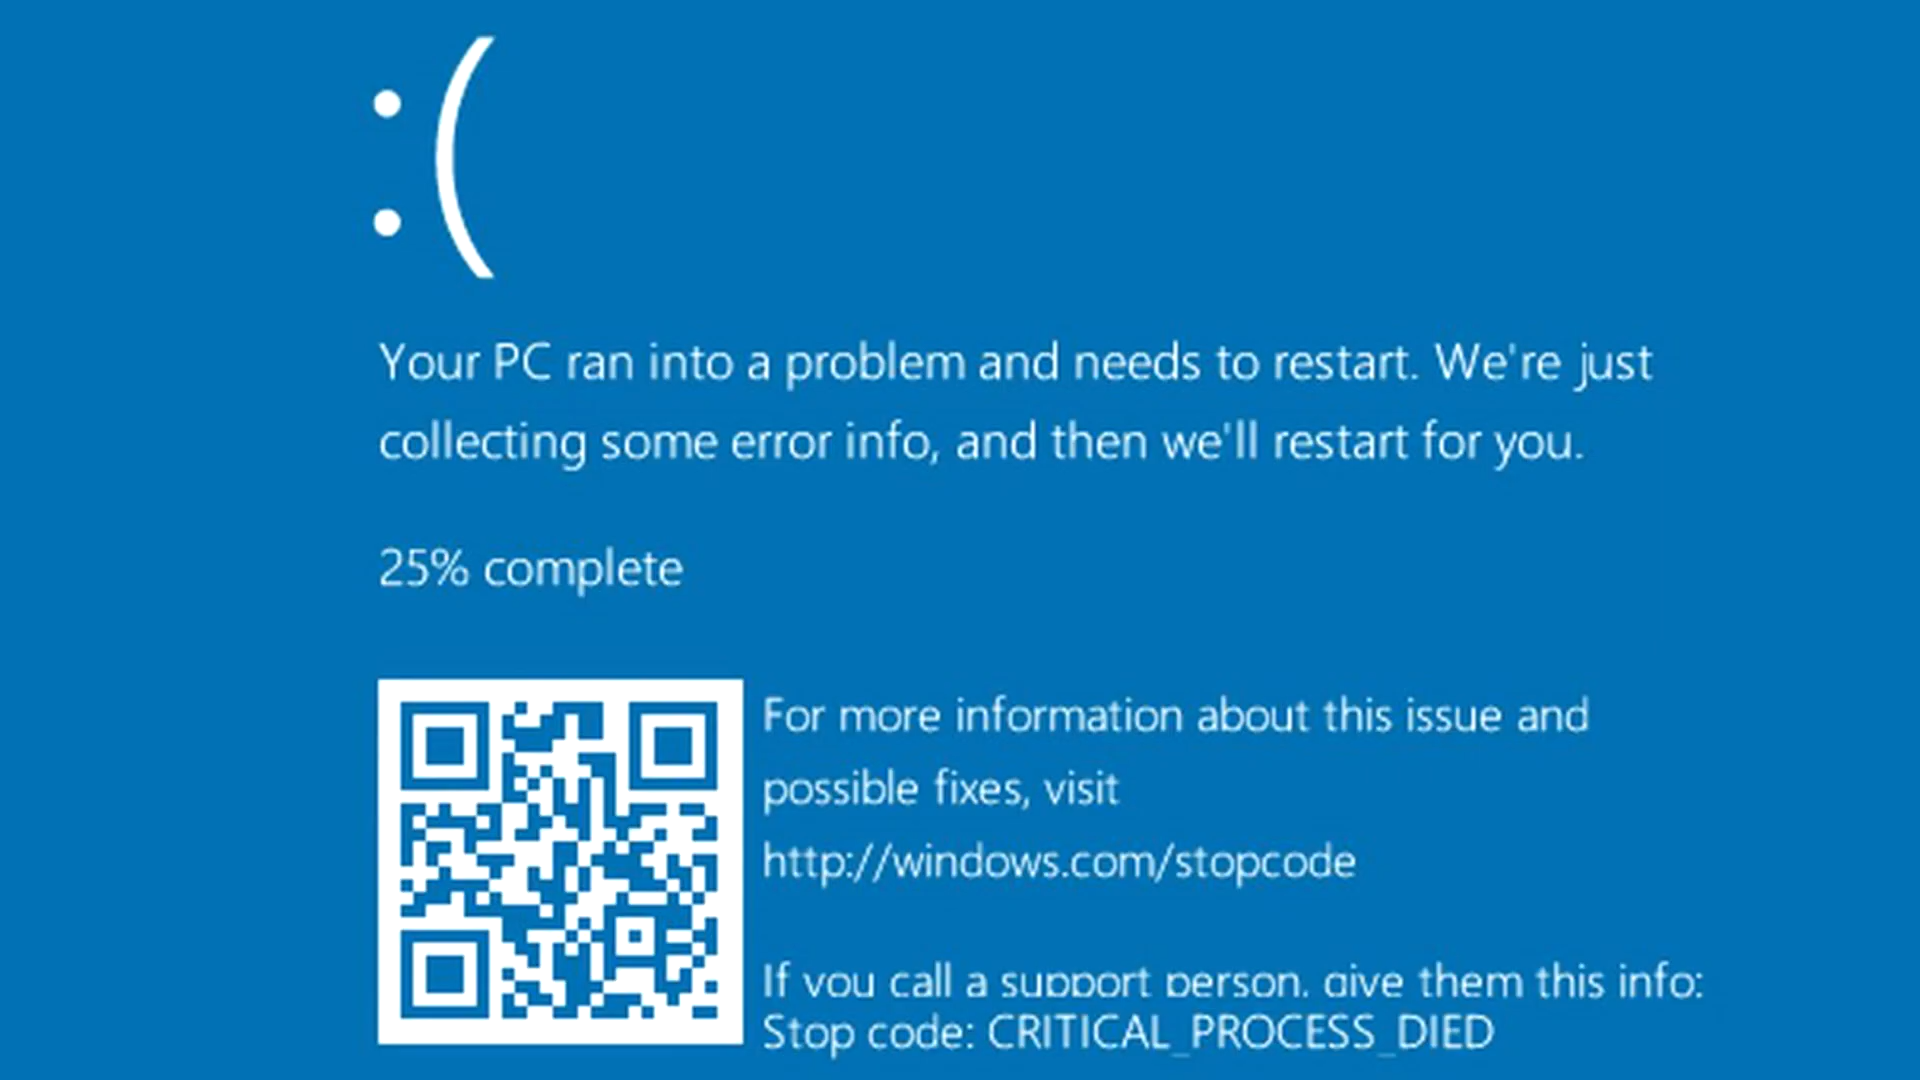 :(
Your PC ran into a problem and needs to restart. We're just
collecting some error info, and then we'll restart for you.
25% complete
For more information about this issue and
possible fixes, visit
http://windows.com/stopcode
If you call a support person, give them this info:
Stop code: CRITICAL_PROCESS_DIED